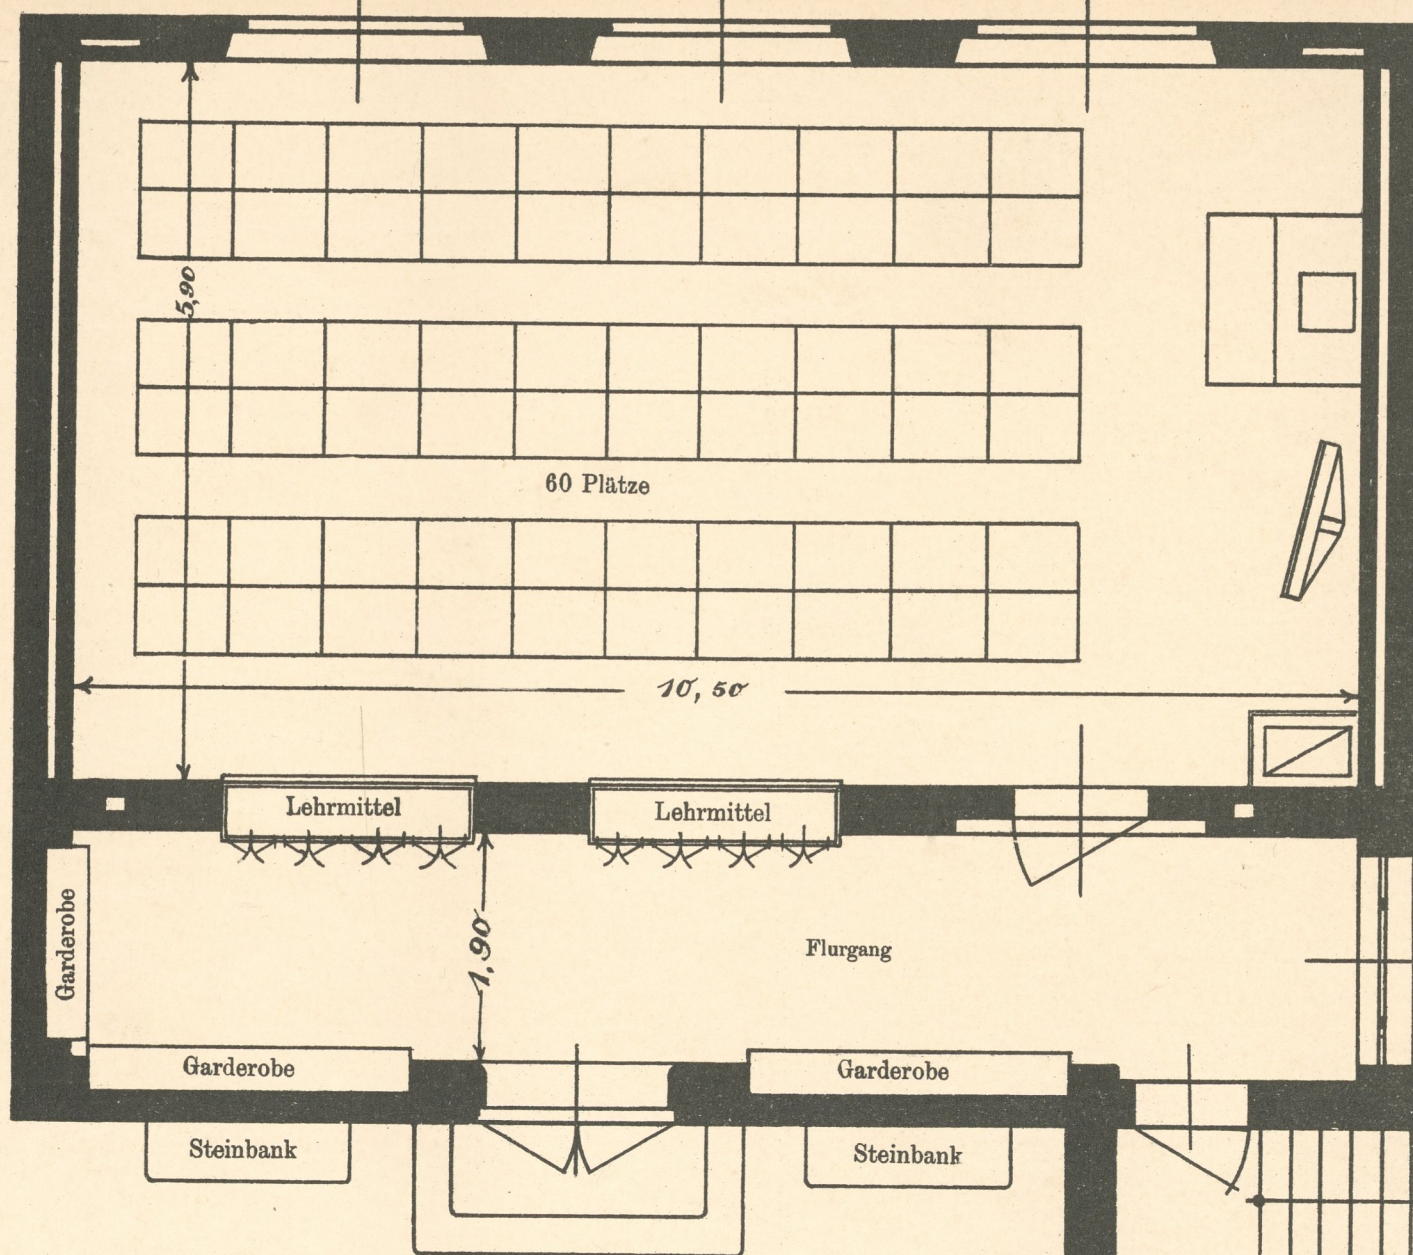 5,90
60 Plätze
10,50
Lehrmittel
Lehrmittel
Garderobe
1,90
Flurgang
Garderobe
Garderobe
Steinbank
Steinbank